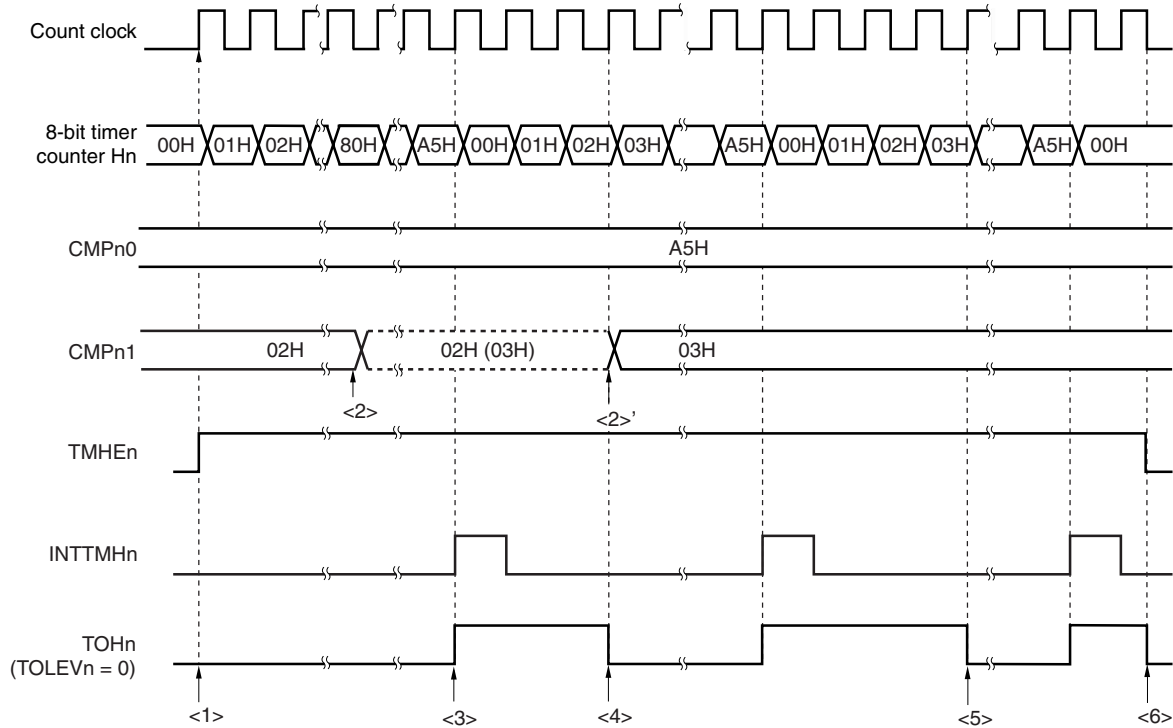 Count clock
8-bit timer
counter Hn
00H 01H 02H 80H A5H 00H 01H 02H 03H A5H 00H 01H 02H 03H A5H 00H
CMPn0
A5H
CMPn1
02H 02H (03H) 03H
<2> <2>’
TMHEn
INTTMHn
TOHn
(TOLEVn = 0)
<1> <3> <4> <5> <6>